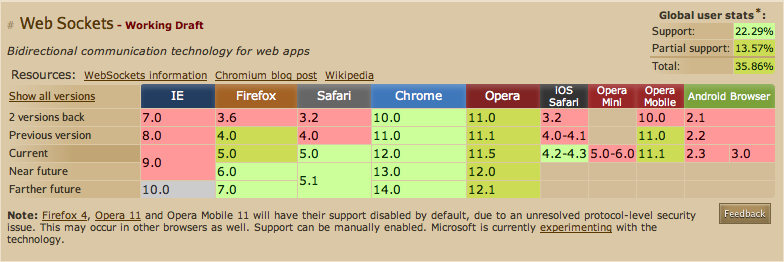 # Web Sockets - Working Draft
Global user stats*:
Support: 22.29%
Partial support: 13.57%
Total: 35.86%
Bidirectional communication technology for web apps
Resources: WebSockets information Chromium blog post Wikipedia
Show all versions IE Firefox Safari Chrome Opera iOS Safari Opera Mini Opera Mobile Android Browser
2 versions back 7.0 3.6 3.2 10.0 11.0 3.2 10.0 2.1
Previous version 8.0 4.0 4.0 11.0 11.1 4.0-4.1 11.0 2.2
Current 9.0 5.0 5.0 12.0 11.5 4.2-4.3 5.0-6.0 11.1 2.3 3.0
Near future 6.0 5.1 13.0 12.0
Farther future 10.0 7.0 14.0 12.1
Note: Firefox 4, Opera 11 and Opera Mobile 11 will have their support disabled by default, due to an unresolved protocol-level security
issue. This may occur in other browsers as well. Support can be manually enabled. Microsoft is currently experimenting with the
technology.
Feedback